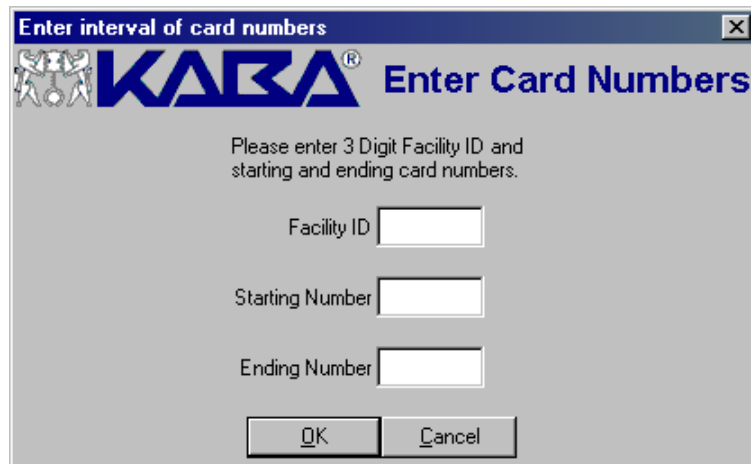 Enter interval of card numbers
KABA® Enter Card Numbers
Please enter 3 Digit Facility ID and
starting and ending card numbers.
Facility ID
Starting Number
Ending Number
OK Cancel